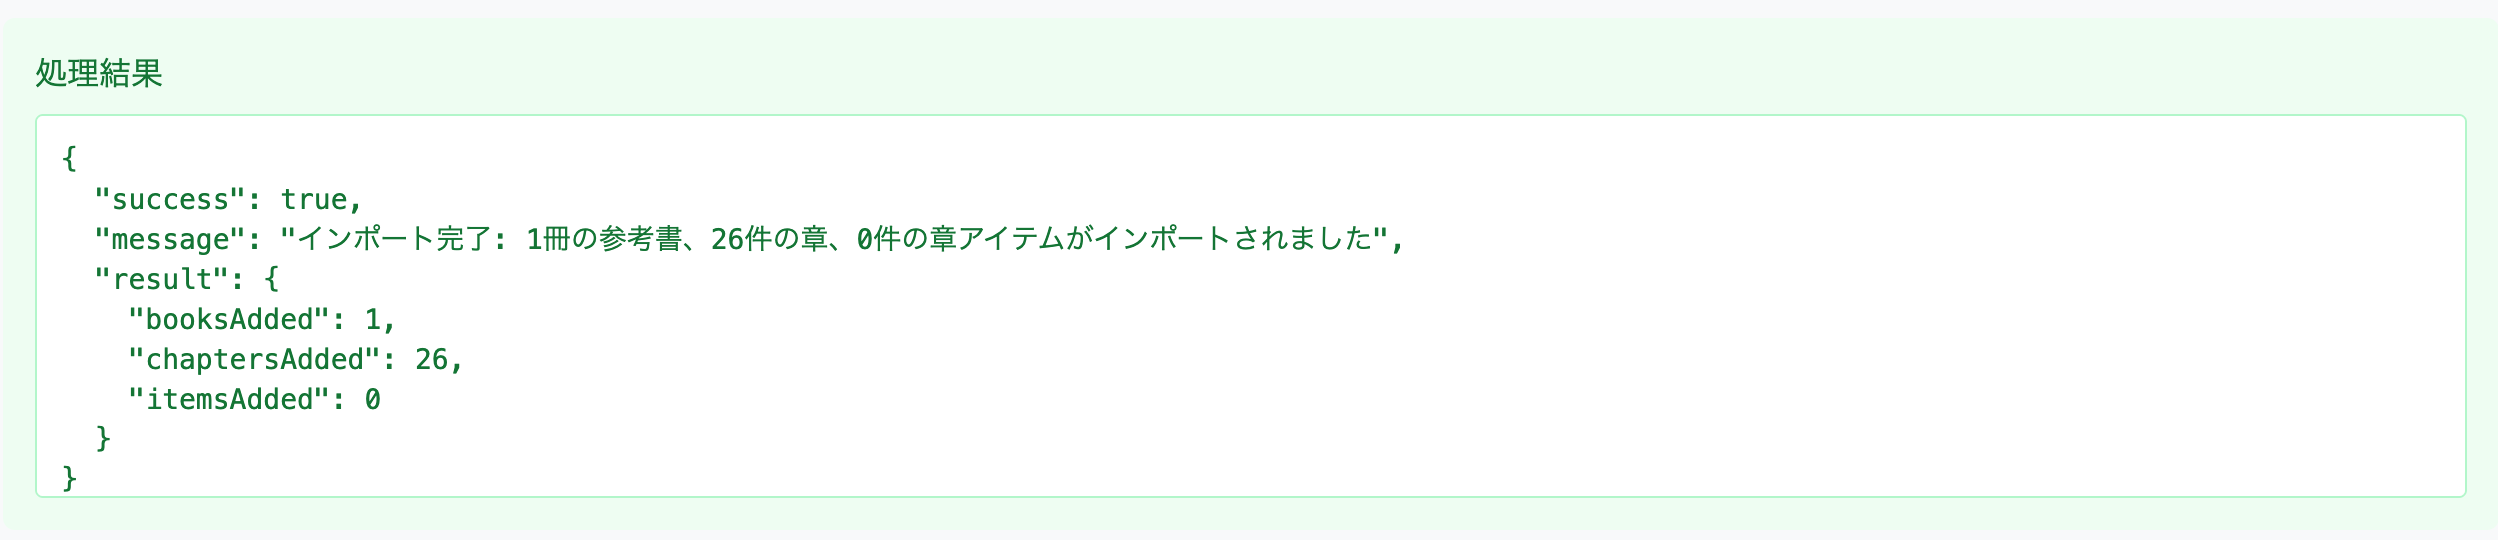 処理結果
{
  "success": true,
  "message": "インポート完了: 1冊の参考書、26件の章、0件の章アイテムがインポートされました",
  "result": {
    "booksAdded": 1,
    "chaptersAdded": 26,
    "itemsAdded": 0
  }
}